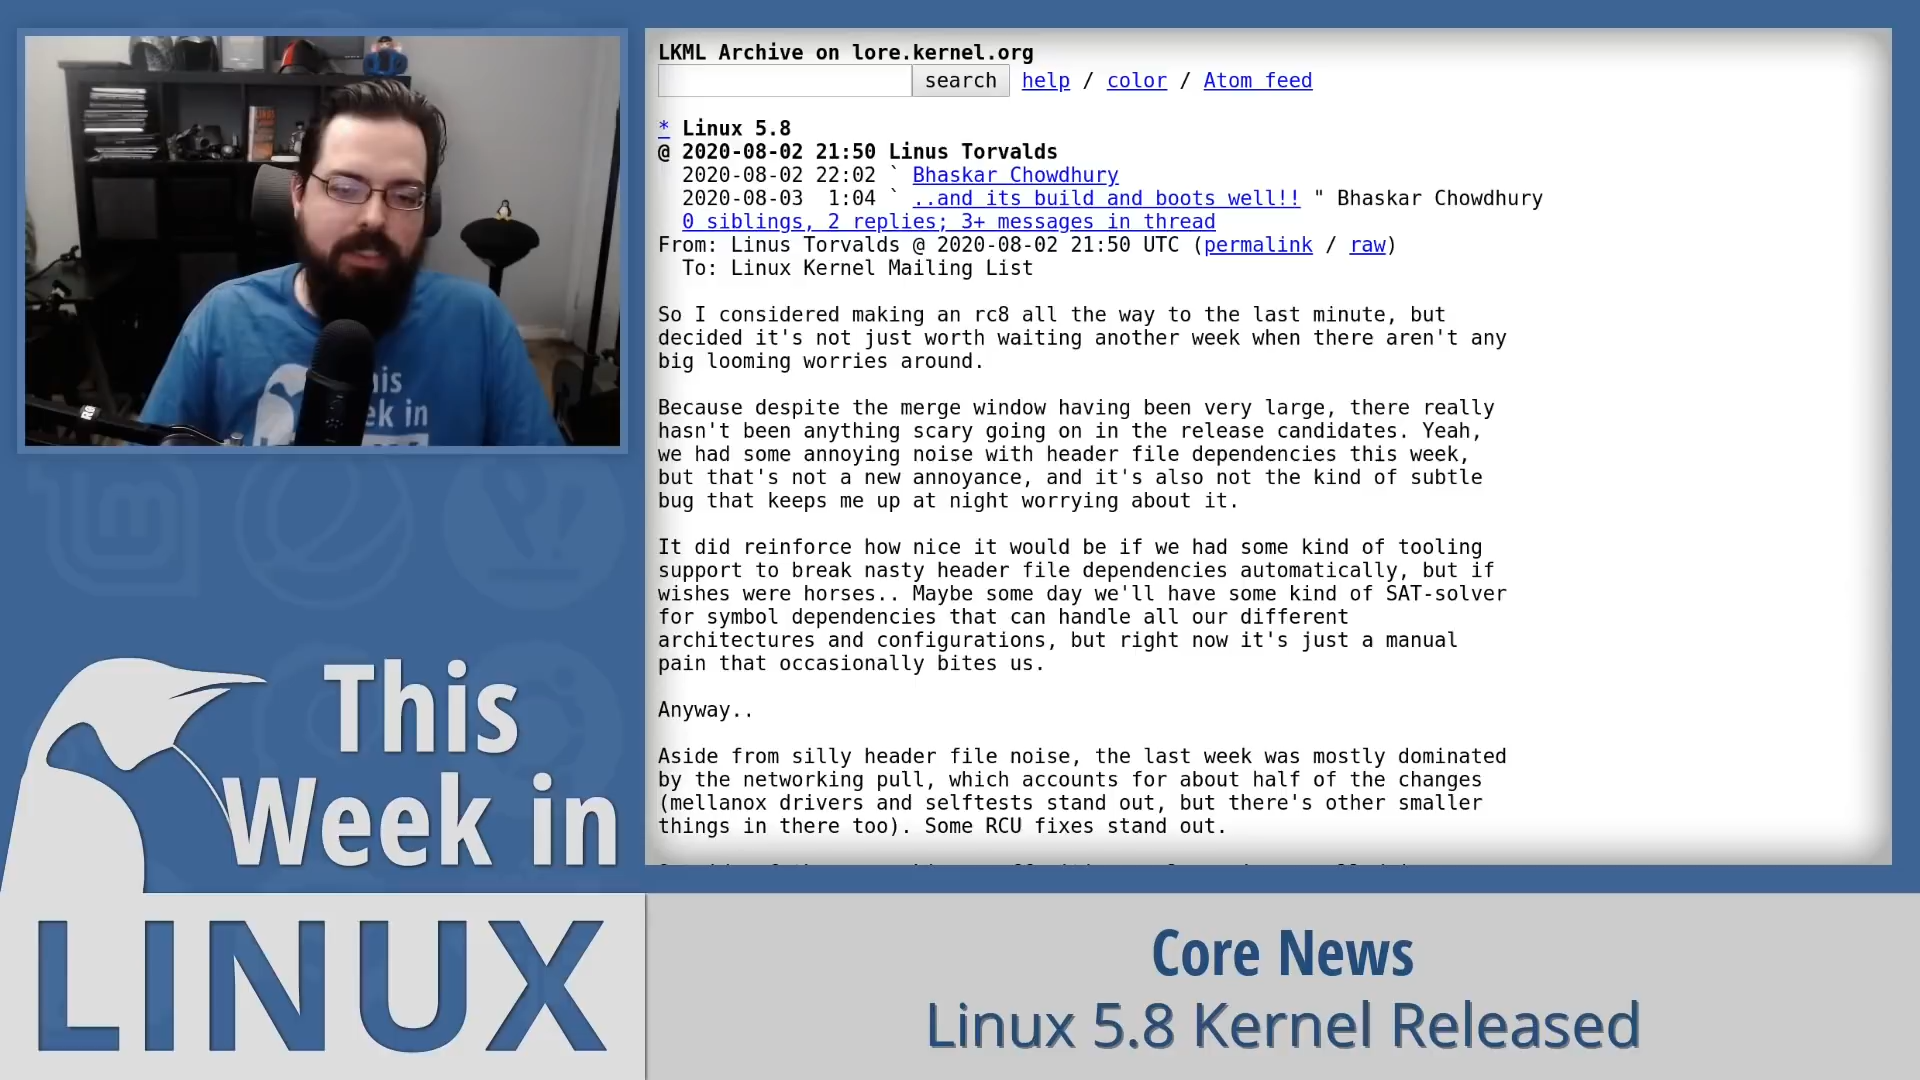 LKML Archive on lore.kernel.org
search help / color / Atom feed
* Linux 5.8
@ 2020-08-02 21:50 Linus Torvalds
2020-08-02 22:02 ` Bhaskar Chowdhury
2020-08-03  1:04 ` ..and its build and boots well!! " Bhaskar Chowdhury
0 siblings, 2 replies; 3+ messages in thread
From: Linus Torvalds @ 2020-08-02 21:50 UTC (permalink / raw)
To: Linux Kernel Mailing List
So I considered making an rc8 all the way to the last minute, but
decided it's not just worth waiting another week when there aren't any
big looming worries around.
Because despite the merge window having been very large, there really
hasn't been anything scary going on in the release candidates. Yeah,
we had some annoying noise with header file dependencies this week,
but that's not a new annoyance, and it's also not the kind of subtle
bug that keeps me up at night worrying about it.
It did reinforce how nice it would be if we had some kind of tooling
support to break nasty header file dependencies automatically, but if
wishes were horses.. Maybe some day we'll have some kind of SAT-solver
for symbol dependencies that can handle all our different
architectures and configurations, but right now it's just a manual
pain that occasionally bites us.
Anyway..
Aside from silly header file noise, the last week was mostly dominated
by the networking pull, which accounts for about half of the changes
(mellanox drivers and selftests stand out, but there's other smaller
things in there too). Some RCU fixes stand out.
This
Week in
LINUX
Core News
Linux 5.8 Kernel Released